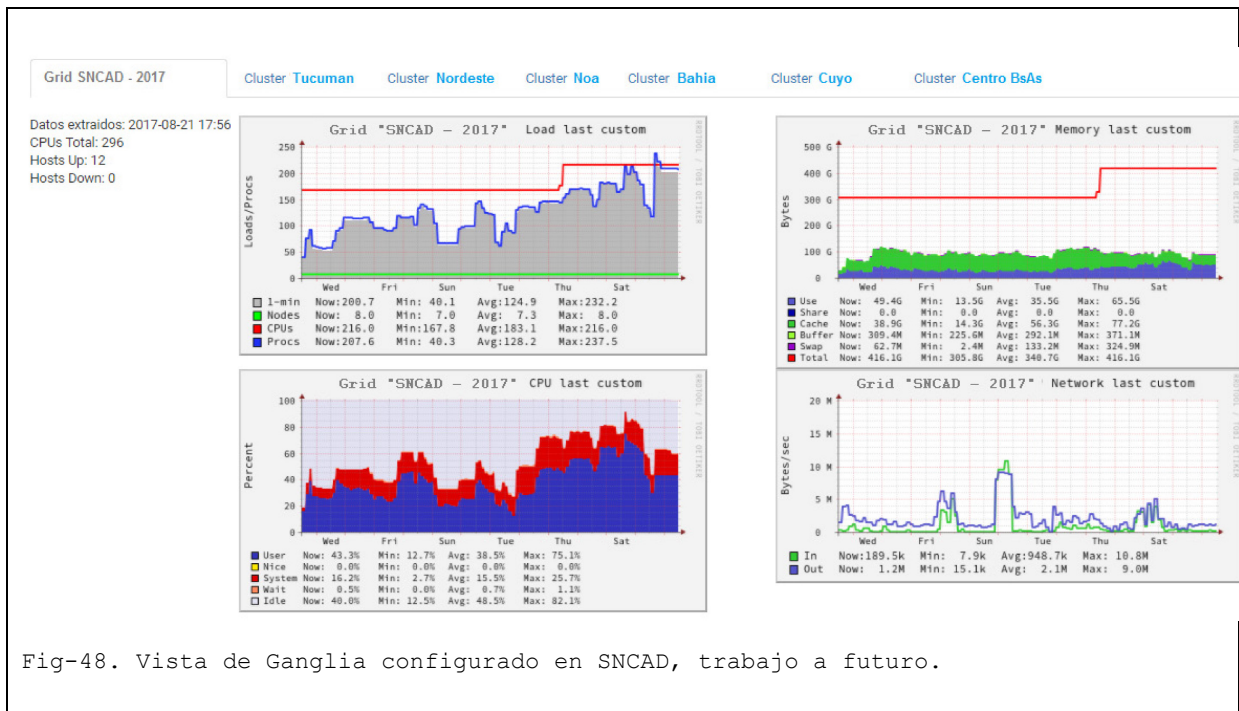 Grid SNCAD - 2017
Cluster Tucuman
Cluster Nordeste
Cluster Noa
Cluster Bahia
Cluster Cuyo
Cluster Centro BsAs
Datos extraidos: 2017-08-21 17:56
CPUs Total: 296
Hosts Up: 12
Hosts Down: 0
Grid "SNCAD – 2017" Load last custom
RRDTOOL / TOBI OETIKER
Loads/Procs
250
200
150
100
50
0
Wed Fri Sun Tue Thu Sat
1-min Now:200.7 Min: 40.1 Avg:124.9 Max:232.2
Nodes Now: 8.0 Min: 7.0 Avg: 7.3 Max: 8.0
CPUs Now:216.0 Min:167.8 Avg:183.1 Max:216.0
Procs Now:207.6 Min: 40.3 Avg:128.2 Max:237.5
Grid "SNCAD – 2017" Memory last custom
RRDTOOL / TOBI OETIKER
Bytes
500 G
400 G
300 G
200 G
100 G
0
Wed Fri Sun Tue Thu Sat
Use Now: 49.4G Min: 13.5G Avg: 35.5G Max: 65.5G
Share Now: 0.0 Min: 0.0 Avg: 0.0 Max: 0.0
Cache Now: 38.9G Min: 14.3G Avg: 56.3G Max: 77.2G
Buffer Now: 309.4M Min: 225.6M Avg: 292.1M Max: 371.1M
Swap Now: 62.7M Min: 2.4M Avg: 133.2M Max: 324.9M
Total Now: 416.1G Min: 305.8G Avg: 340.7G Max: 416.1G
Grid "SNCAD – 2017" CPU last custom
RRDTOOL / TOBI OETIKER
Percent
100
80
60
40
20
0
Wed Fri Sun Tue Thu Sat
User Now: 43.3% Min: 12.7% Avg: 38.5% Max: 75.1%
Nice Now: 0.0% Min: 0.0% Avg: 0.0% Max: 0.0%
System Now: 16.2% Min: 2.7% Avg: 15.5% Max: 25.7%
Wait Now: 0.5% Min: 0.0% Avg: 0.7% Max: 1.1%
Idle Now: 40.0% Min: 12.5% Avg: 48.5% Max: 82.1%
Grid "SNCAD – 2017" Network last custom
RRDTOOL / TOBI OETIKER
Bytes/sec
20 M
15 M
10 M
5 M
0
Wed Fri Sun Tue Thu Sat
In Now:189.5k Min: 7.9k Avg:948.7k Max: 10.8M
Out Now: 1.2M Min: 15.1k Avg: 2.1M Max: 9.0M
Fig-48. Vista de Ganglia configurado en SNCAD, trabajo a futuro.